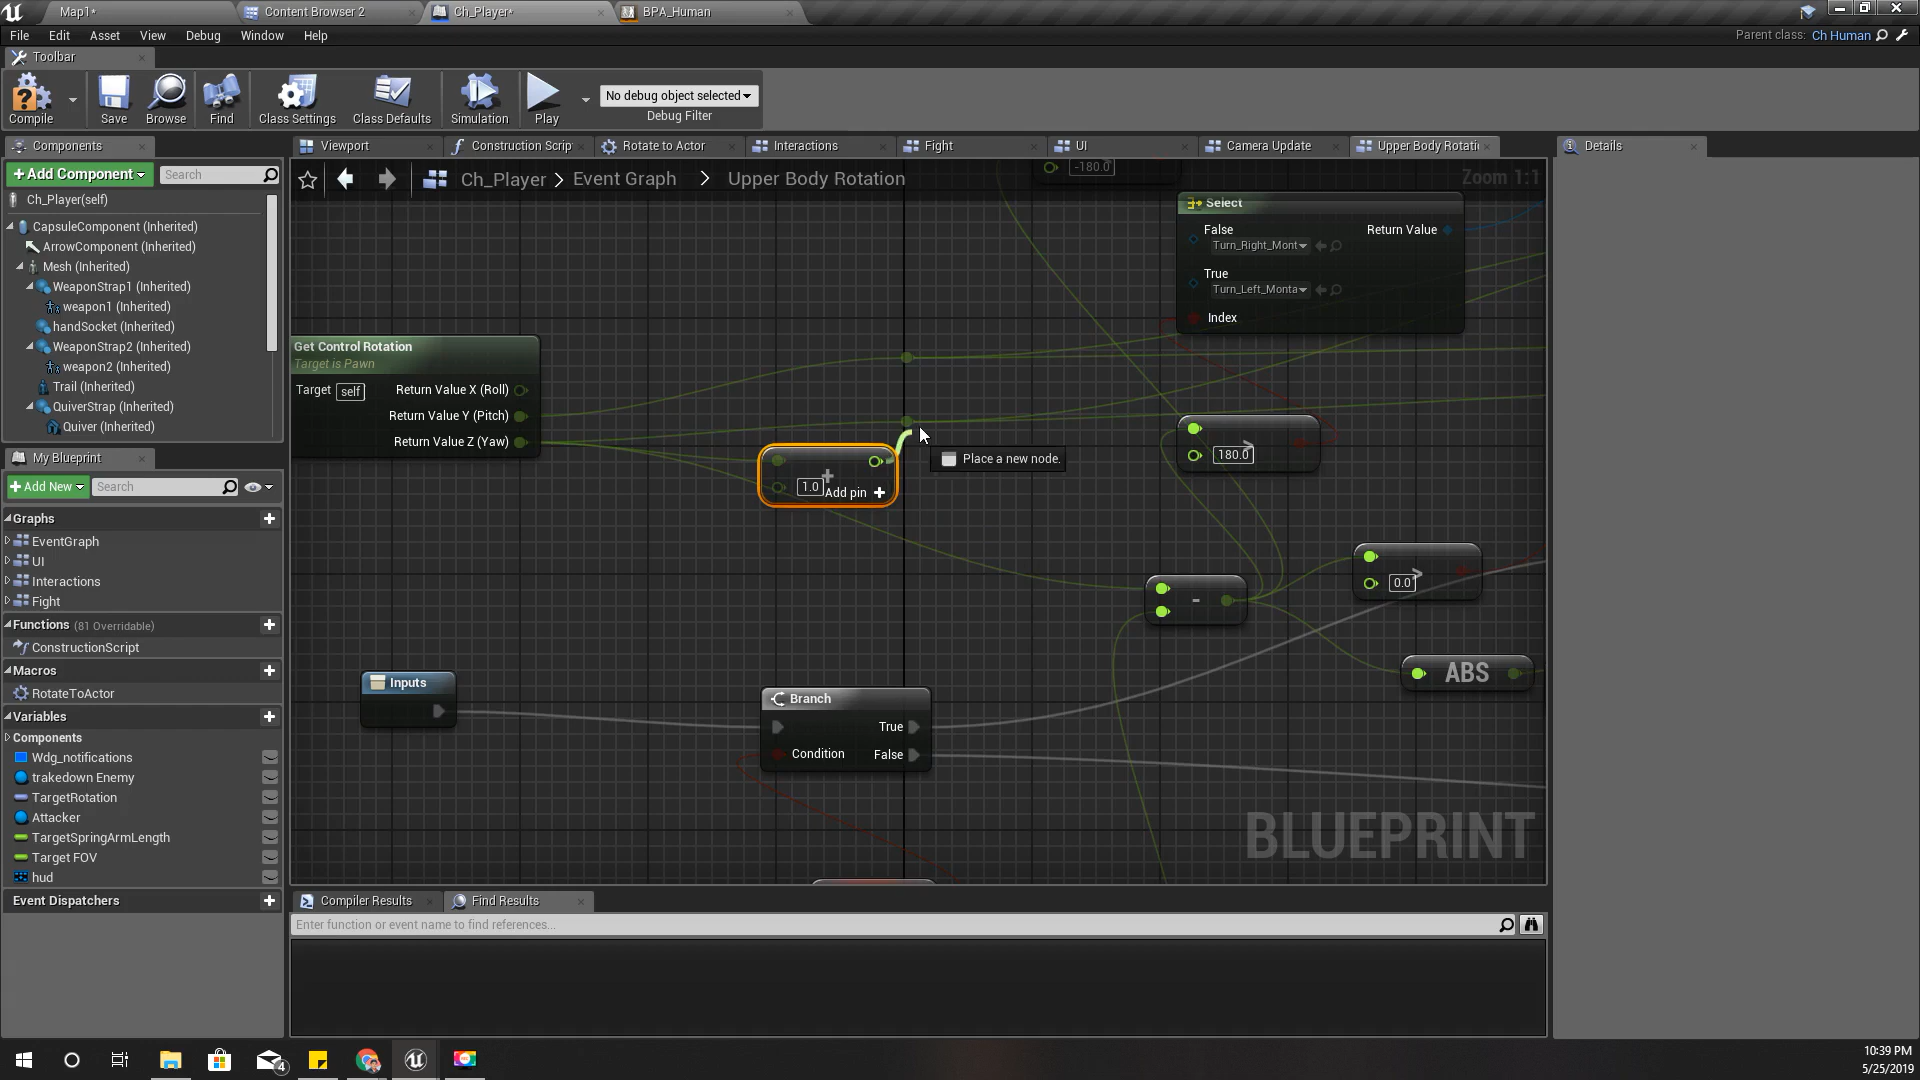 Map1*
Content Browser 2
Ch_Player*
BPA_Human
File Edit Asset View Debug Window Help
Parent class: Ch Human
Toolbar
Compile
Save
Browse
Find
Class Settings
Class Defaults
Simulation
Play
No debug object selected
Debug Filter
Components
+Add Component
Search
Ch_Player(self)
CapsuleComponent (Inherited)
ArrowComponent (Inherited)
Mesh (Inherited)
WeaponStrap1 (Inherited)
weapon1 (Inherited)
handSocket (Inherited)
WeaponStrap2 (Inherited)
weapon2 (Inherited)
Trail (Inherited)
QuiverStrap (Inherited)
Quiver (Inherited)
My Blueprint
+Add New
Search
Graphs
EventGraph
UI
Interactions
Fight
Functions (81 Overridable)
ConstructionScript
Macros
RotateToActor
Variables
Components
Wdg_notifications
trakedown Enemy
TargetRotation
Attacker
TargetSpringArmLength
Target FOV
hud
Event Dispatchers
Viewport
Construction Scrip
Rotate to Actor
Interactions
Fight
UI
Camera Update
Upper Body Rotati
Ch_Player > Event Graph > Upper Body Rotation
Zoom 1:1
-180.0
Select
False
Turn_Right_Mont
Return Value
True
Turn_Left_Monta
Index
Get Control Rotation
Target is Pawn
Target self
Return Value X (Roll)
Return Value Y (Pitch)
Return Value Z (Yaw)
+
1.0
Add pin +
Place a new node.
>
180.0
>
0.0
-
ABS
Inputs
Branch
True
Condition
False
BLUEPRINT
Compiler Results
Find Results
Enter function or event name to find references...
Details
4
10:39 PM
5/25/2019